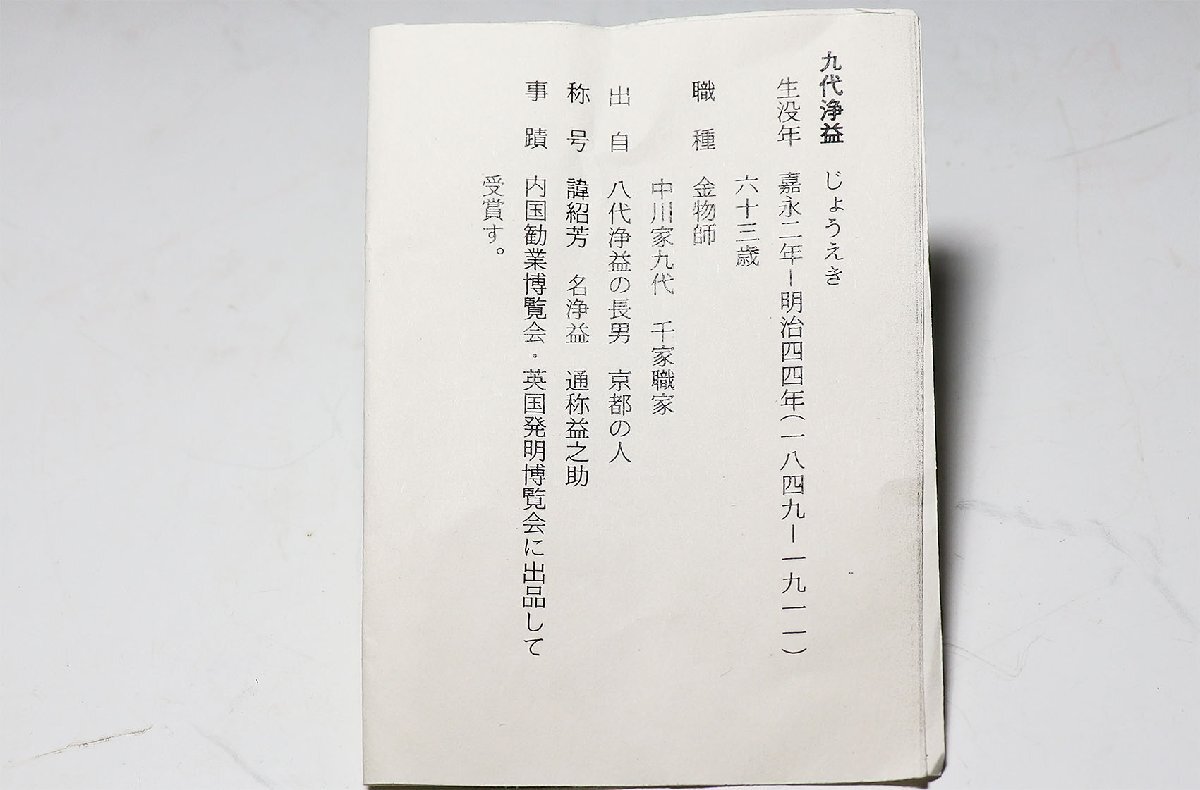 九代浄益　じょうえき
生没年　嘉永二年ー明治四四年（一八四九ー一九一一）
六十三歳
職種　金物師
中川家九代　千家職家
出自　八代浄益の長男　京都の人
称号　諱紹芳　名浄益　通称益之助
事蹟　内国勧業博覧会・英国発明博覧会に出品して
受賞す。